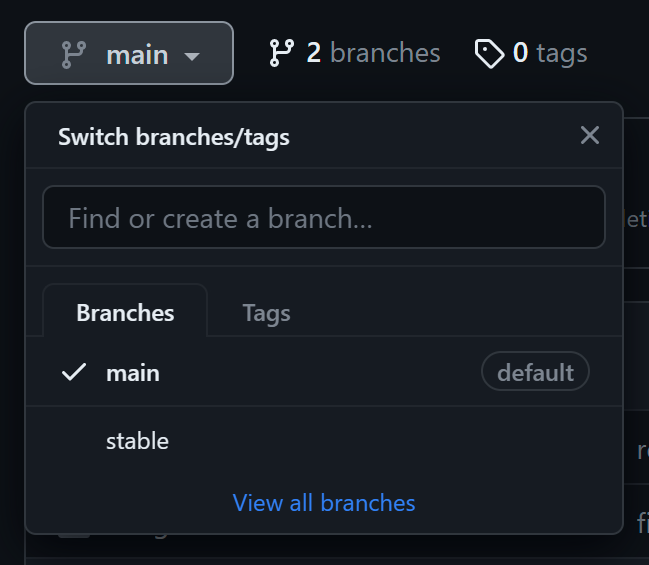 main 2 branches 0 tags
Switch branches/tags
Find or create a branch...
Branches Tags
main default
stable
View all branches